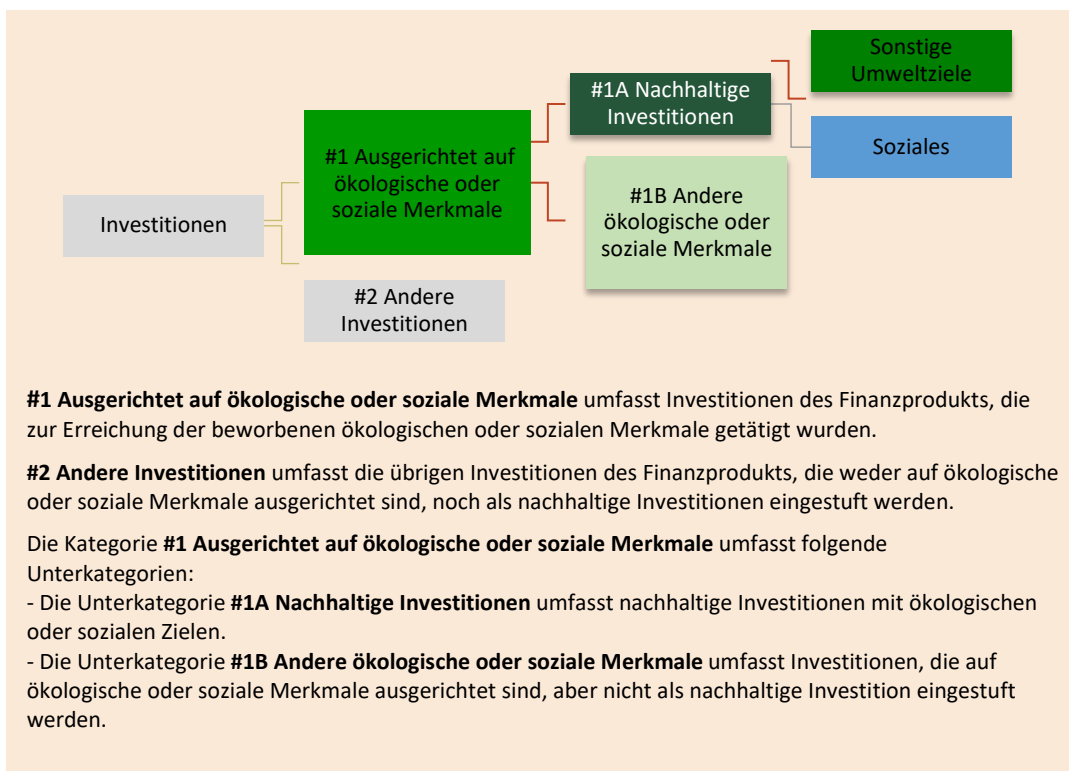 Sonstige
Umweltziele
#1A Nachhaltige
Investitionen
Soziales
#1 Ausgerichtet auf
ökologische oder
soziale Merkmale
#1B Andere
ökologische oder
soziale Merkmale
Investitionen
#2 Andere
Investitionen
#1 Ausgerichtet auf ökologische oder soziale Merkmale umfasst Investitionen des Finanzprodukts, die
zur Erreichung der beworbenen ökologischen oder sozialen Merkmale getätigt wurden.
#2 Andere Investitionen umfasst die übrigen Investitionen des Finanzprodukts, die weder auf ökologische
oder soziale Merkmale ausgerichtet sind, noch als nachhaltige Investitionen eingestuft werden.
Die Kategorie #1 Ausgerichtet auf ökologische oder soziale Merkmale umfasst folgende
Unterkategorien:
- Die Unterkategorie #1A Nachhaltige Investitionen umfasst nachhaltige Investitionen mit ökologischen
oder sozialen Zielen.
- Die Unterkategorie #1B Andere ökologische oder soziale Merkmale umfasst Investitionen, die auf
ökologische oder soziale Merkmale ausgerichtet sind, aber nicht als nachhaltige Investition eingestuft
werden.